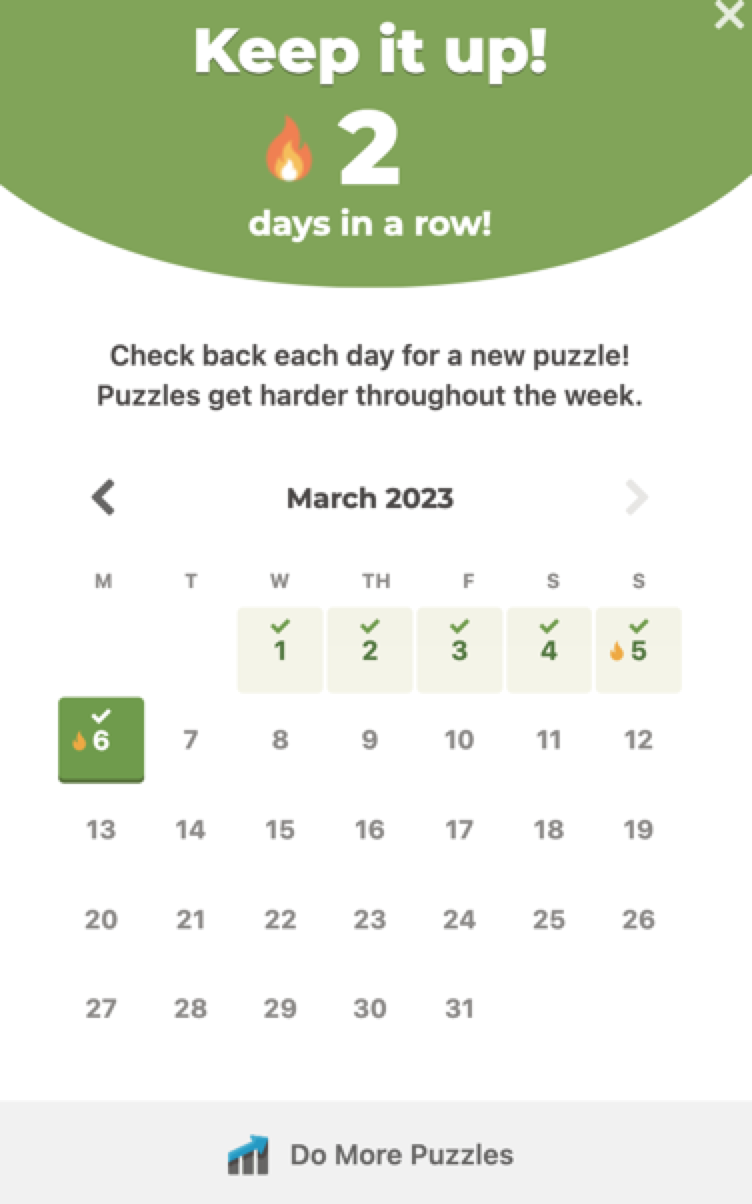 Keep it up!
2
days in a row!
Check back each day for a new puzzle!
Puzzles get harder throughout the week.
March 2023
M T W TH F S S
1 2 3 4 5
6 7 8 9 10 11 12
13 14 15 16 17 18 19
20 21 22 23 24 25 26
27 28 29 30 31
Do More Puzzles